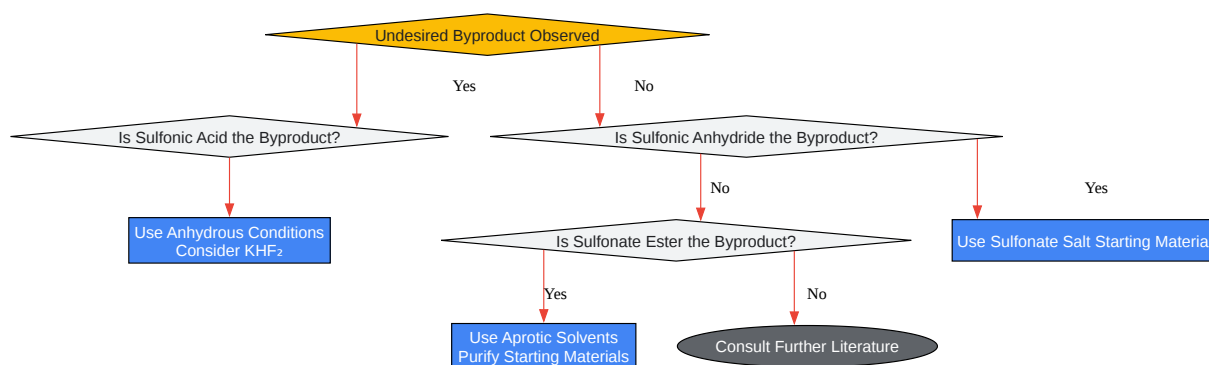 Undesired Byproduct Observed
Yes
No
Is Sulfonic Acid the Byproduct?
Is Sulfonic Anhydride the Byproduct?
No
Yes
Use Anhydrous Conditions
Consider KHF₂
Is Sulfonate Ester the Byproduct?
Use Sulfonate Salt Starting Materia
Yes
No
Use Aprotic Solvents
Purify Starting Materials
Consult Further Literature